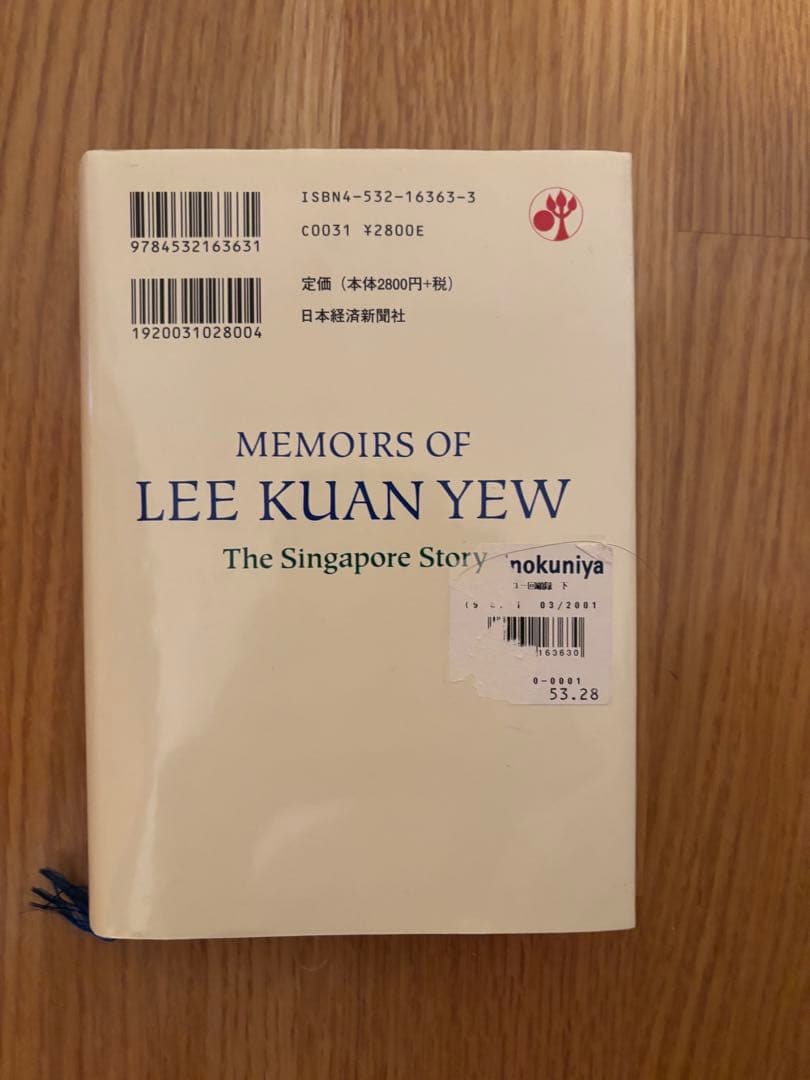 ISBN4-532-16363-3
9784532163631
C0031 ¥2800E
定価（本体2800円+税）
日本経済新聞社
1920031028004
MEMOIRS OF
LEE KUAN YEW
The Singapore Story
inokuniya
下
03/2001
163630
0-0001
53.28